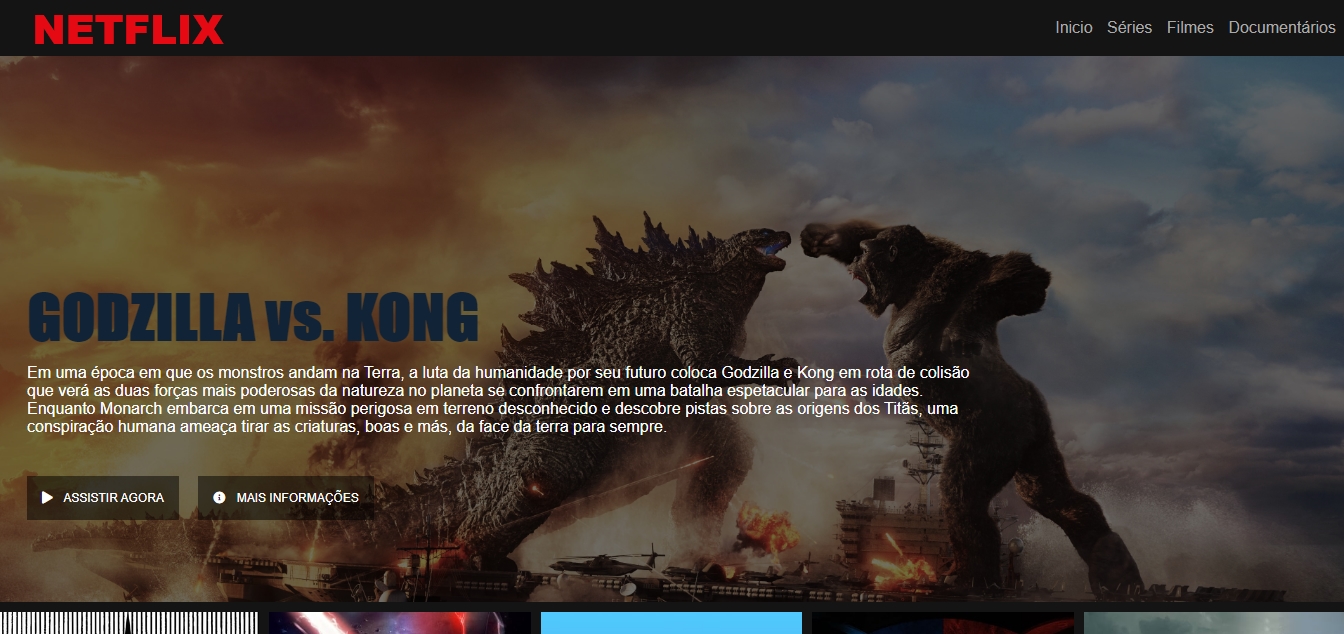 NETFLIX
Inicio Séries Filmes Documentários
GODZILLA vs. KONG
Em uma época em que os monstros andam na Terra, a luta da humanidade por seu futuro coloca Godzilla e Kong em rota de colisão
que verá as duas forças mais poderosas da natureza no planeta se confrontarem em uma batalha espetacular para as idades.
Enquanto Monarch embarca em uma missão perigosa em terreno desconhecido e descobre pistas sobre as origens dos Titãs, uma
conspiração humana ameaça tirar as criaturas, boas e más, da face da terra para sempre.
ASSISTIR AGORA MAIS INFORMAÇÕES